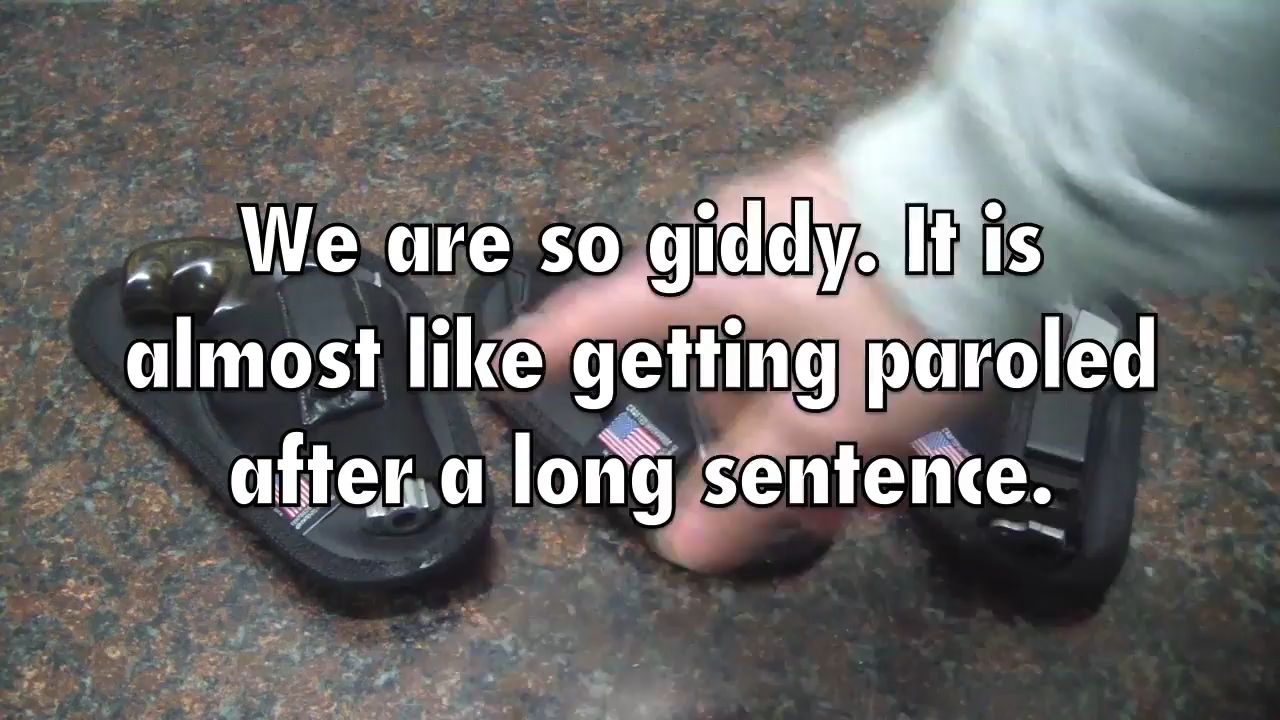 We are so giddy. It is
almost like getting paroled
after a long sentence.